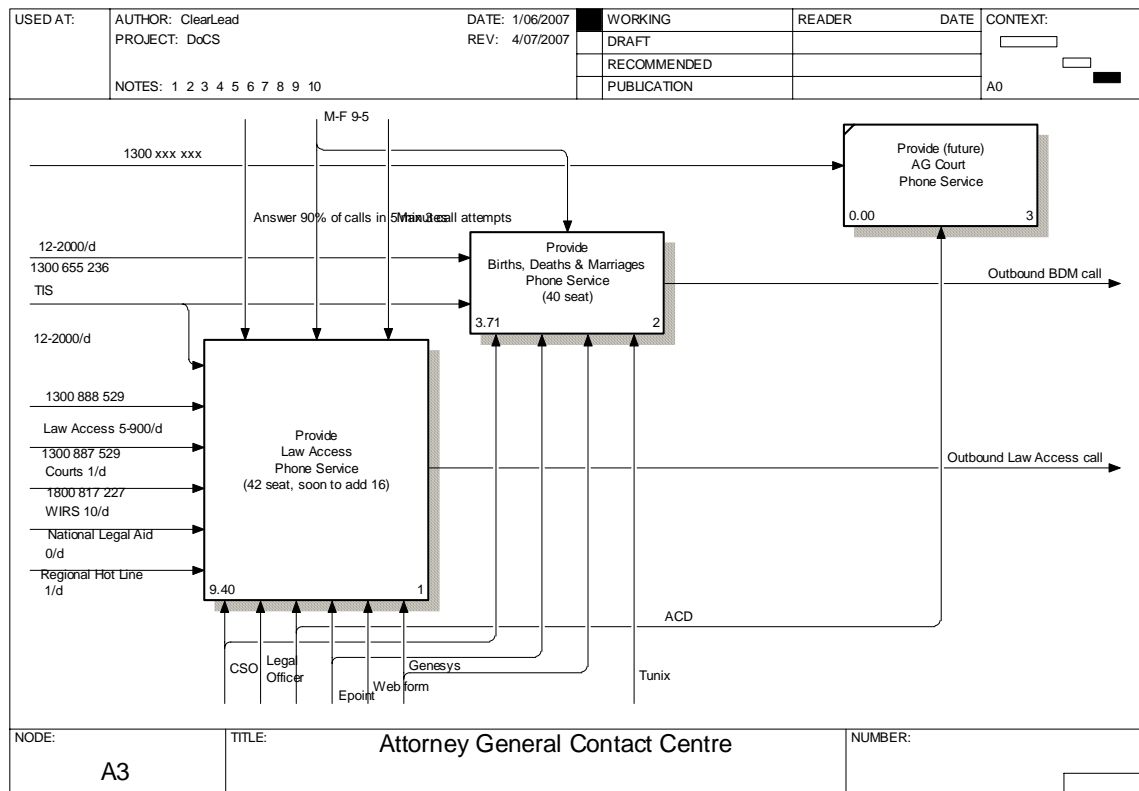 USED AT:
AUTHOR: ClearLead
DATE: 1/06/2007
WORKING
READER
DATE
CONTEXT:
PROJECT: DoCS
REV: 4/07/2007
DRAFT
RECOMMENDED
NOTES: 1 2 3 4 5 6 7 8 9 10
PUBLICATION
A0
M-F 9-5
1300 xxx xxx
Provide (future)
AG Court
Phone Service
0.00
3
Answer 90% of calls in 5 minutes
Max 3 call attempts
12-2000/d
1300 655 236
TIS
12-2000/d
Provide
Births, Deaths & Marriages
Phone Service
(40 seat)
3.71
2
Outbound BDM call
1300 888 529
Law Access 5-900/d
1300 887 529
Courts 1/d
1800 817 227
WIRS 10/d
National Legal Aid
0/d
Regional Hot Line
1/d
Provide
Law Access
Phone Service
(42 seat, soon to add 16)
9.40
1
Outbound Law Access call
ACD
CSO
Legal
Officer
Epoint
Web form
Genesys
Tunix
NODE:
A3
TITLE:
Attorney General Contact Centre
NUMBER: